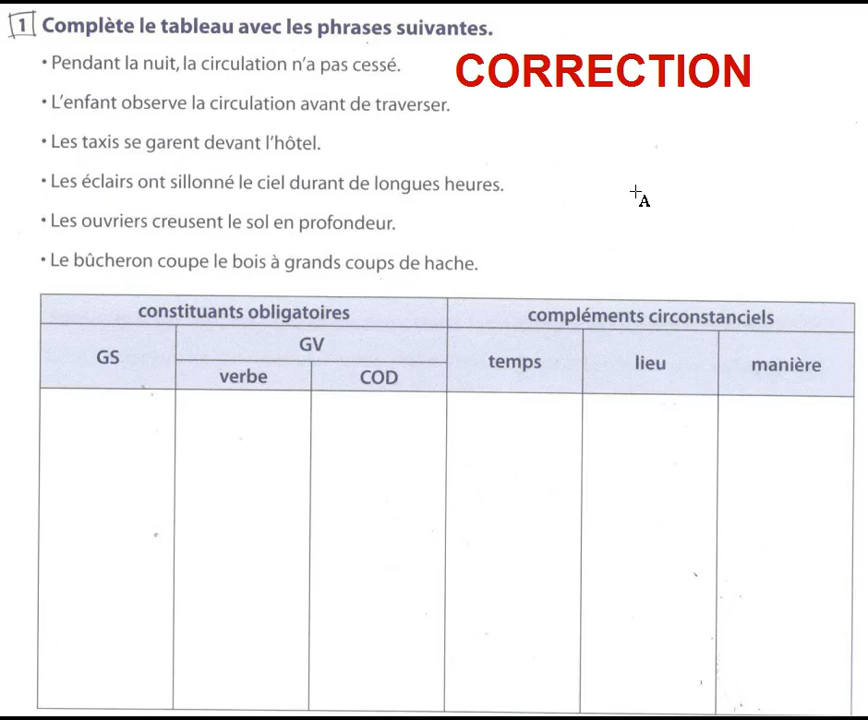 1 Complète le tableau avec les phrases suivantes.
• Pendant la nuit, la circulation n'a pas cessé.
CORRECTION
• L'enfant observe la circulation avant de traverser.
• Les taxis se garent devant l'hôtel.
• Les éclairs ont sillonné le ciel durant de longues heures.
A
• Les ouvriers creusent le sol en profondeur.
• Le bûcheron coupe le bois à grands coups de hache.
constituants obligatoires
compléments circonstanciels
GS
GV
verbe
COD
temps
lieu
manière